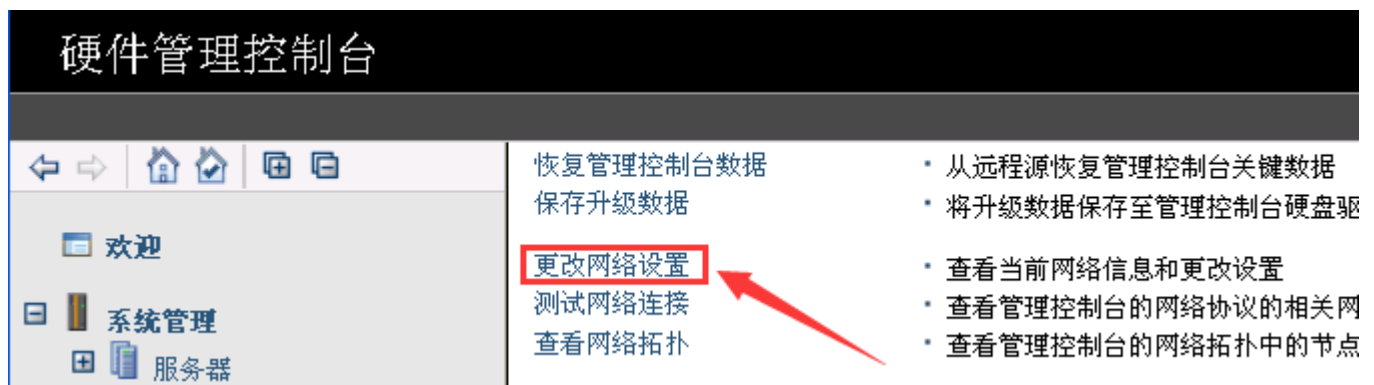 硬件管理控制台
恢复管理控制台数据 · 从远程源恢复管理控制台关键数据
保存升级数据 · 将升级数据保存至管理控制台硬盘驱
欢迎
更改网络设置 · 查看当前网络信息和更改设置
系统管理
测试网络连接 · 查看管理控制台的网络协议的相关网
服务器
查看网络拓扑 · 查看管理控制台的网络拓扑中的节点